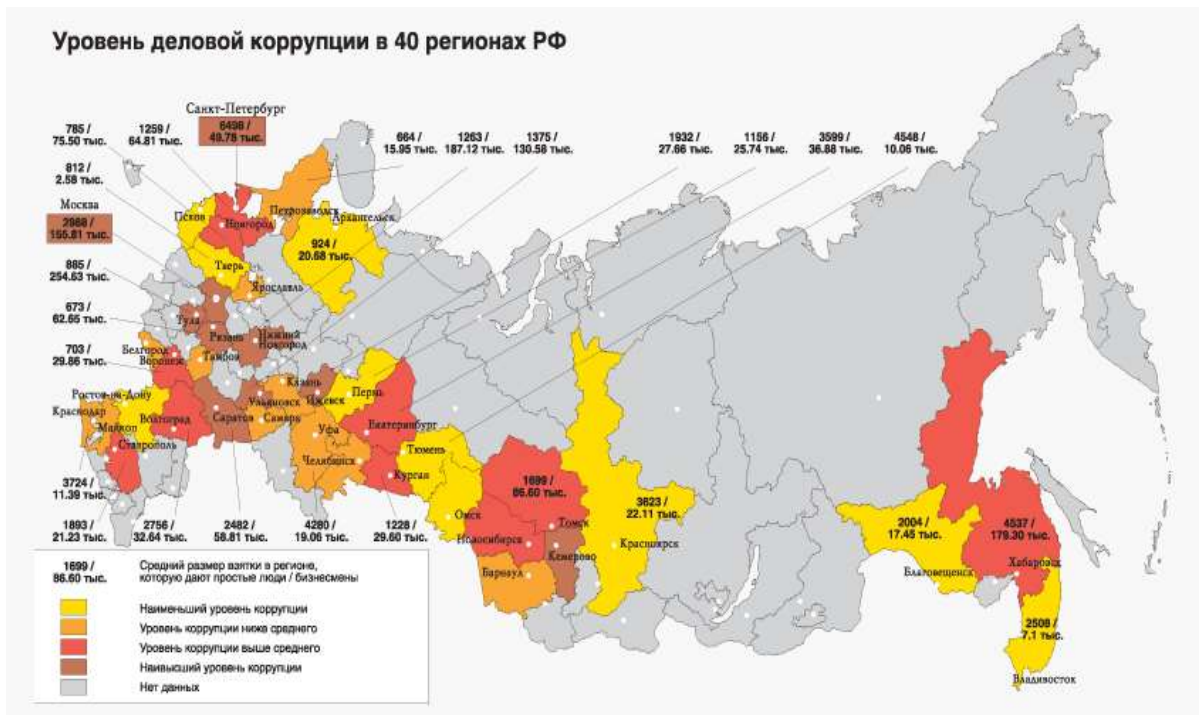 Уровень деловой коррупции в 40 регионах РФ
Санкт-Петербург
6498 /
49.78 тыс.
785 /
75.50 тыс.
1259 /
64.81 тыс.
664 /
15.95 тыс.
1263 /
187.12 тыс.
1375 /
130.58 тыс.
1932 /
27.66 тыс.
1156 /
25.74 тыс.
3599 /
36.88 тыс.
4548 /
10.06 тыс.
812 /
2.58 тыс.
Москва
2988 /
155.81 тыс.
885 /
254.63 тыс.
673 /
62.65 тыс.
703 /
29.86 тыс.
Псков
Новгород
Петрозаводск
Архангельск
924 /
20.68 тыс.
Тверь
Ярославль
Тула
Рязань
Нижний
Новгород
Белгород
Воронеж
Тамбов
Казань
Ульяновск
Ижевск
Пермь
Ростов-на-Дону
Краснодар
Майкоп
Волгоград
Саратов
Самара
Екатеринбург
Ставрополь
Уфа
Тюмень
Челябинск
Курган
3724 /
11.39 тыс.
1893 /
21.23 тыс.
2756 /
32.64 тыс.
2482 /
58.81 тыс.
4280 /
19.06 тыс.
1228 /
29.60 тыс.
Омск
1699 /
86.60 тыс.
Томск
Новосибирск
Кемерово
Барнаул
3623 /
22.11 тыс.
Красноярск
2004 /
17.45 тыс.
Благовещенск
4537 /
179.30 тыс.
Хабаровск
2508 /
7.1 тыс.
Владивосток
1699 /
86.60 тыс.
Средний размер взятки в регионе,
которую дают простые люди / бизнесмены
Наименьший уровень коррупции
Уровень коррупции ниже среднего
Уровень коррупции выше среднего
Наивысший уровень коррупции
Нет данных